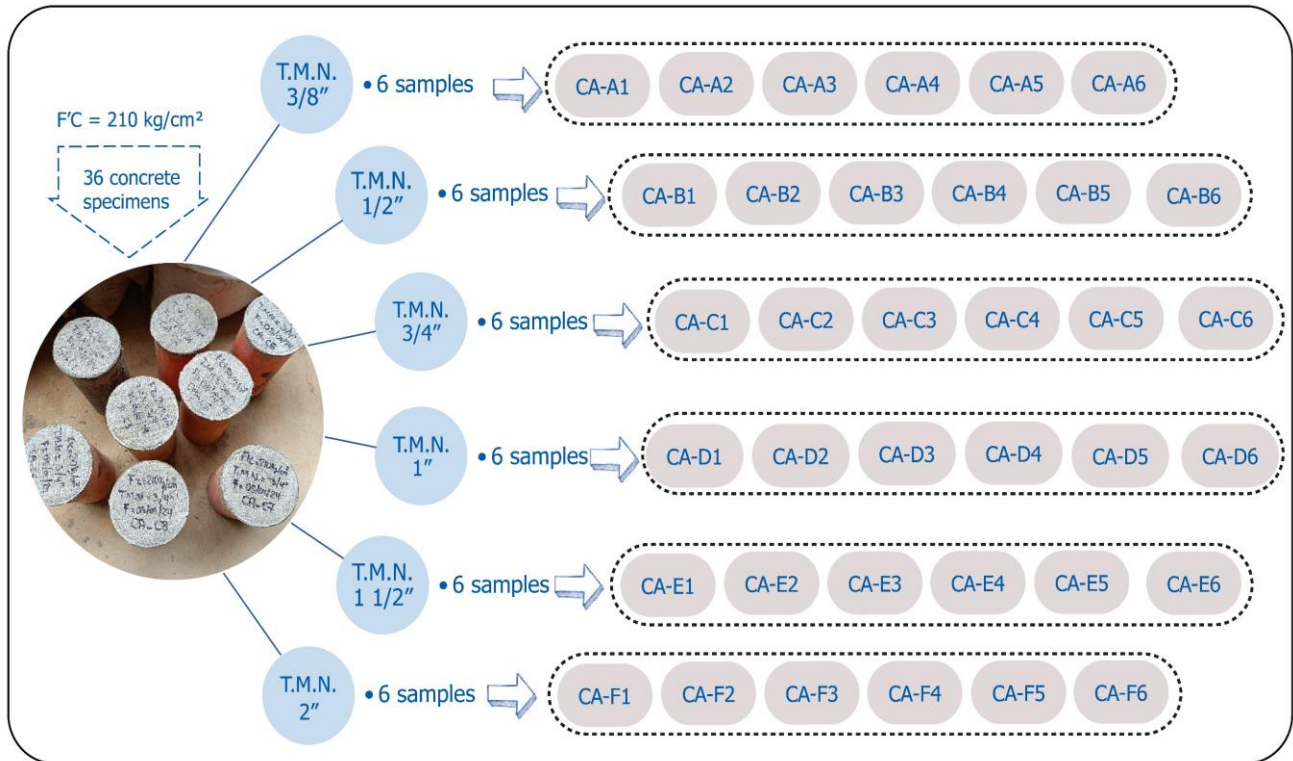 T.M.N.
3/8"
• 6 samples
CA-A1 CA-A2 CA-A3 CA-A4 CA-A5 CA-A6
F'C = 210 kg/cm²
36 concrete
specimens
T.M.N.
1/2"
• 6 samples
CA-B1 CA-B2 CA-B3 CA-B4 CA-B5 CA-B6
T.M.N.
3/4"
• 6 samples
CA-C1 CA-C2 CA-C3 CA-C4 CA-C5 CA-C6
T.M.N.
1"
• 6 samples
CA-D1 CA-D2 CA-D3 CA-D4 CA-D5 CA-D6
T.M.N.
1 1/2"
• 6 samples
CA-E1 CA-E2 CA-E3 CA-E4 CA-E5 CA-E6
T.M.N.
2"
• 6 samples
CA-F1 CA-F2 CA-F3 CA-F4 CA-F5 CA-F6
CA-C8
CA-C7